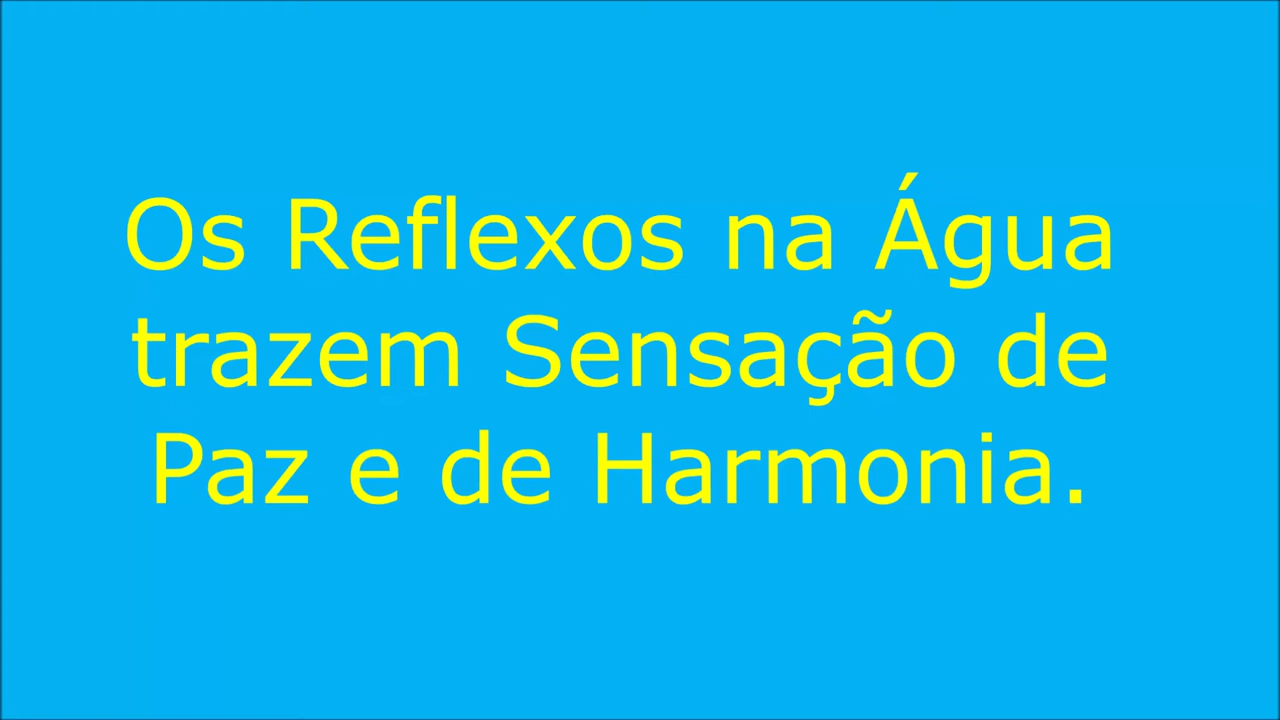 Os Reflexos na Água
trazem Sensação de
Paz e de Harmonia.